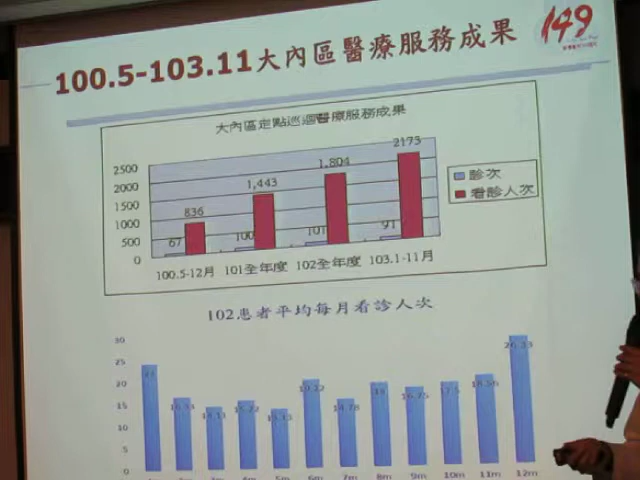 100.5-103.11大內區醫療服務成果
149
大內區定點巡迴醫療服務成果
2500
2000
1500
1000
500
0
836
1,443
1,804
2175
67
100
101
91
診次
看診人次
100.5-12月
101全年度
102全年度
103.1-11月
102患者平均每月看診人次
30
25
20
15
10
5
0
6m
7m
8m
9m
10m
11m
12m